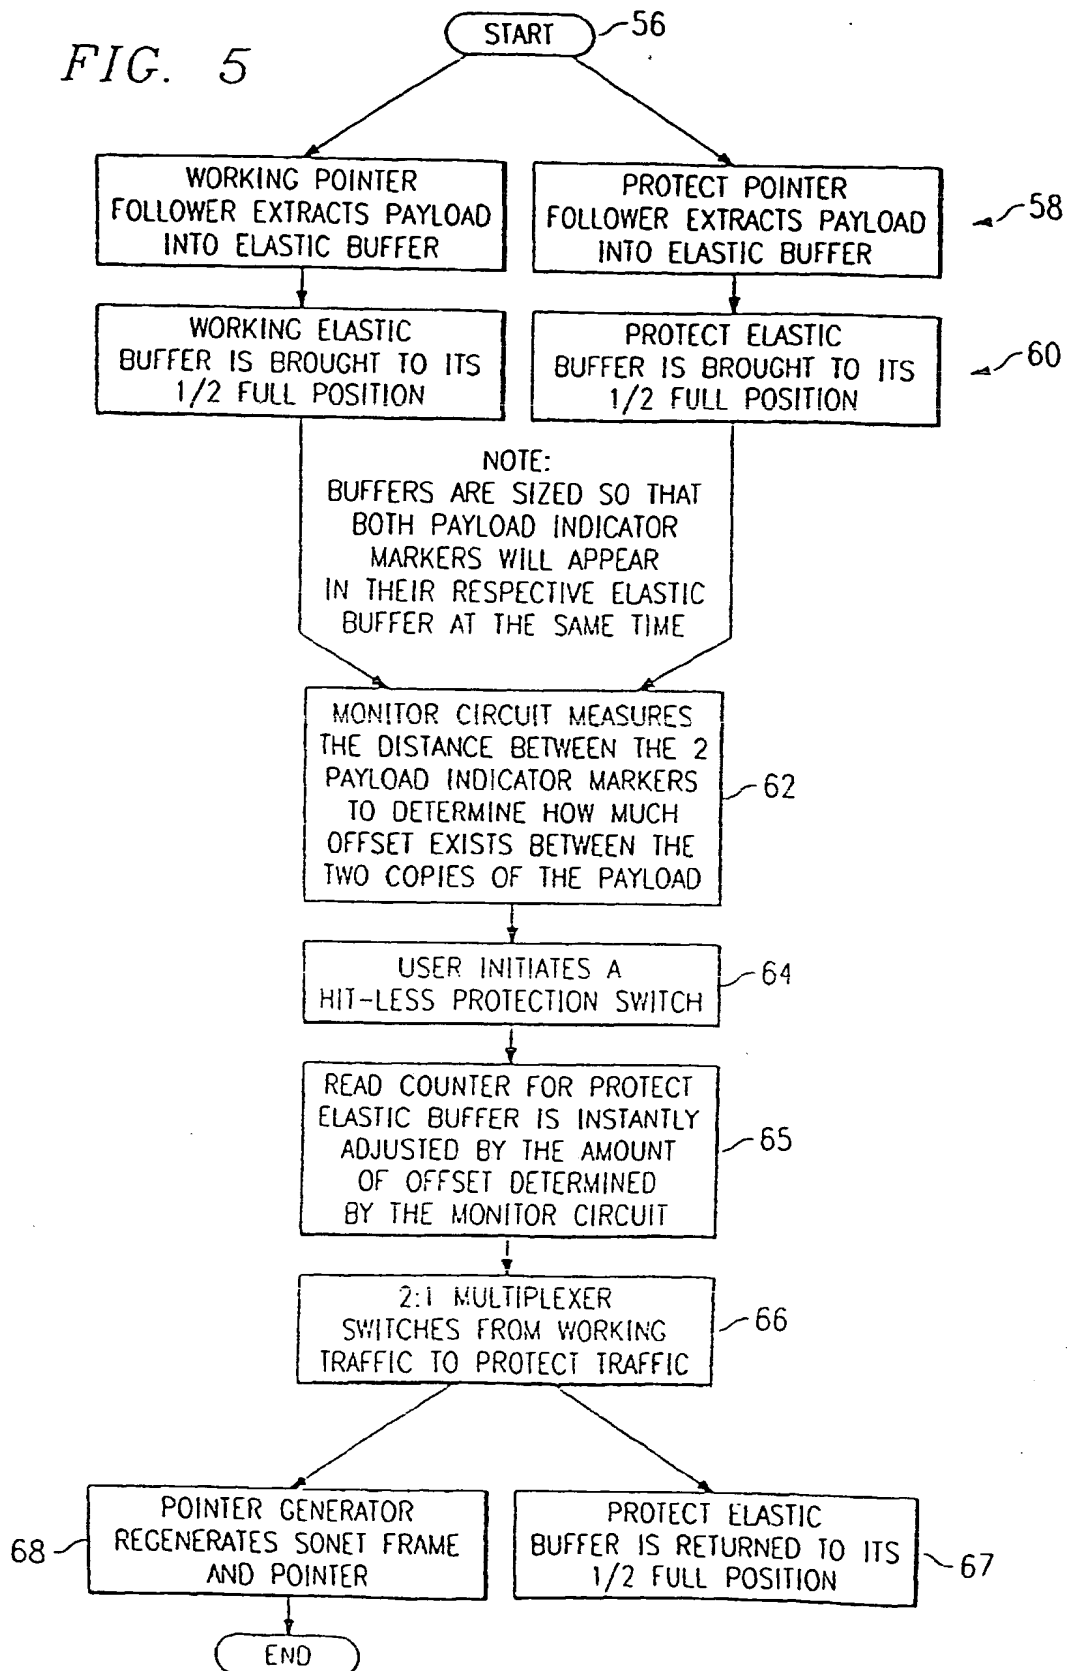 FIG. 5
START
56
WORKING POINTER
FOLLOWER EXTRACTS PAYLOAD
INTO ELASTIC BUFFER
PROTECT POINTER
FOLLOWER EXTRACTS PAYLOAD
INTO ELASTIC BUFFER
58
WORKING ELASTIC
BUFFER IS BROUGHT TO ITS
1/2 FULL POSITION
PROTECT ELASTIC
BUFFER IS BROUGHT TO ITS
1/2 FULL POSITION
60
NOTE:
BUFFERS ARE SIZED SO THAT
BOTH PAYLOAD INDICATOR
MARKERS WILL APPEAR
IN THEIR RESPECTIVE ELASTIC
BUFFER AT THE SAME TIME
MONITOR CIRCUIT MEASURES
THE DISTANCE BETWEEN THE 2
PAYLOAD INDICATOR MARKERS
TO DETERMINE HOW MUCH
OFFSET EXISTS BETWEEN THE
TWO COPIES OF THE PAYLOAD
62
USER INITIATES A
HIT-LESS PROTECTION SWITCH
64
READ COUNTER FOR PROTECT
ELASTIC BUFFER IS INSTANTLY
ADJUSTED BY THE AMOUNT
OF OFFSET DETERMINED
BY THE MONITOR CIRCUIT
65
2:1 MULTIPLEXER
SWITCHES FROM WORKING
TRAFFIC TO PROTECT TRAFFIC
66
68
POINTER GENERATOR
REGENERATES SONET FRAME
AND POINTER
PROTECT ELASTIC
BUFFER IS RETURNED TO ITS
1/2 FULL POSITION
67
END